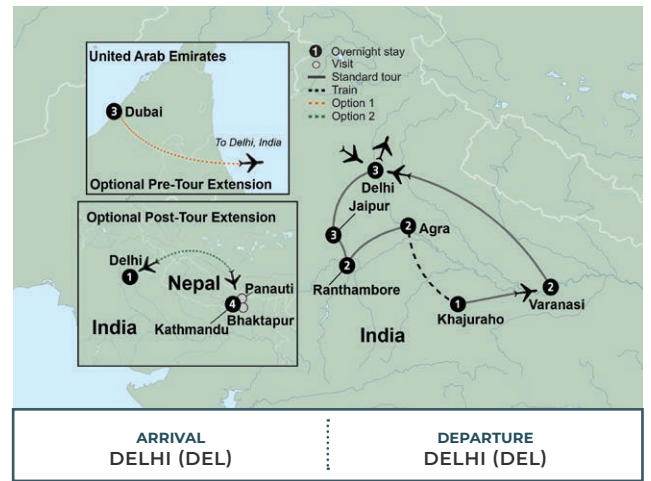 United Arab Emirates
3 Dubai
To Delhi, India
Optional Pre-Tour Extension
1 Overnight stay
Visit
Standard tour
Train
Option 1
Option 2
Optional Post-Tour Extension
Delhi
1
Nepal
Panauti
4
Bhaktapur
Kathmandu
India
3
Delhi
Jaipur
3
2 Agra
2
Ranthambore
1
Khajuraho
2
Varanasi
India
ARRIVAL
DELHI (DEL)
DEPARTURE
DELHI (DEL)